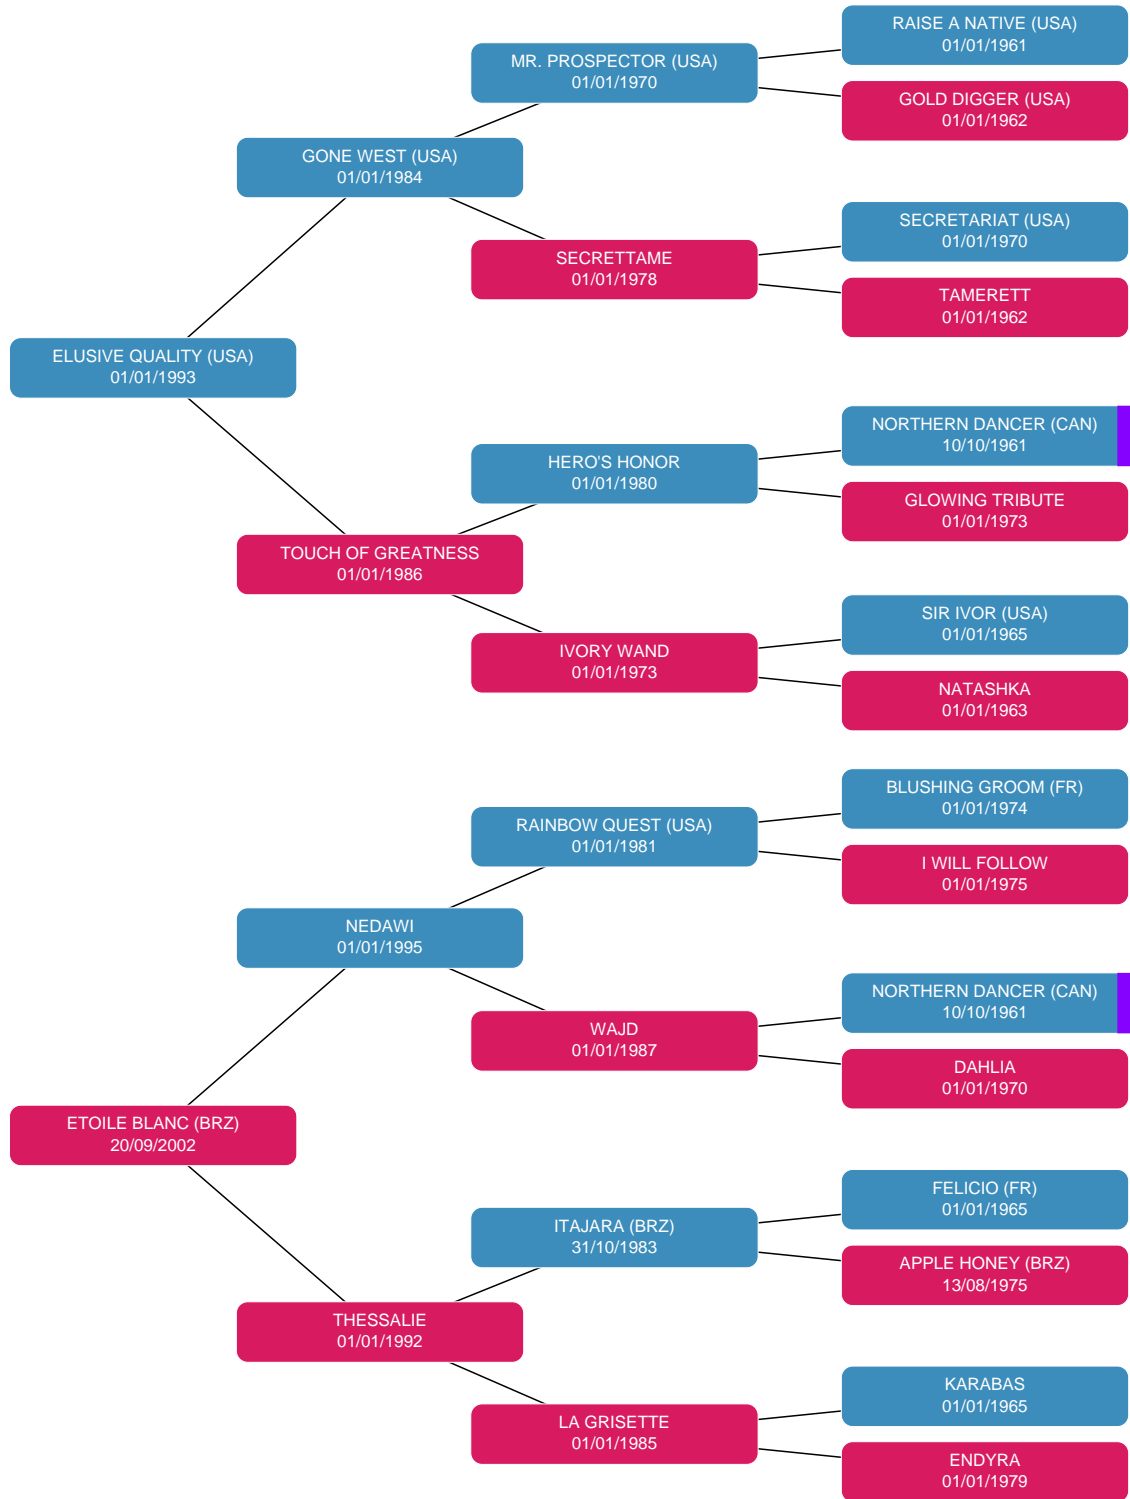 RAISE A NATIVE (USA)
01/01/1961
MR. PROSPECTOR (USA)
01/01/1970
GOLD DIGGER (USA)
01/01/1962
GONE WEST (USA)
01/01/1984
SECRETARIAT (USA)
01/01/1970
SECRETTAME
01/01/1978
TAMERETT
01/01/1962
ELUSIVE QUALITY (USA)
01/01/1993
NORTHERN DANCER (CAN)
10/10/1961
HERO'S HONOR
01/01/1980
GLOWING TRIBUTE
01/01/1973
TOUCH OF GREATNESS
01/01/1986
SIR IVOR (USA)
01/01/1965
IVORY WAND
01/01/1973
NATASHKA
01/01/1963
BLUSHING GROOM (FR)
01/01/1974
RAINBOW QUEST (USA)
01/01/1981
I WILL FOLLOW
01/01/1975
NEDAWI
01/01/1995
NORTHERN DANCER (CAN)
10/10/1961
WAJD
01/01/1987
DAHLIA
01/01/1970
ETOILE BLANC (BRZ)
20/09/2002
FELICIO (FR)
01/01/1965
ITAJARA (BRZ)
31/10/1983
APPLE HONEY (BRZ)
13/08/1975
THESSALIE
01/01/1992
KARABAS
01/01/1965
LA GRISETTE
01/01/1985
ENDYRA
01/01/1979